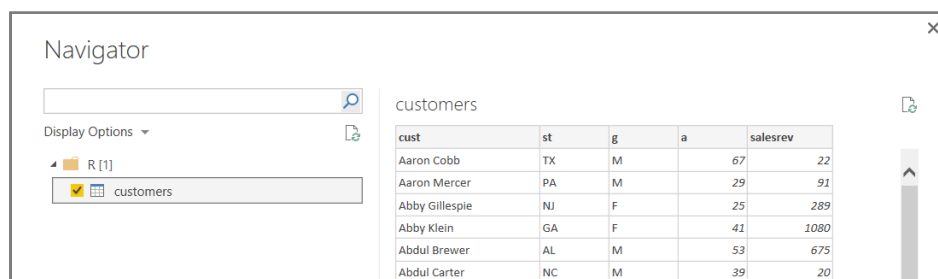 Navigator
customers
Display Options
R [1]
customers
cust st g a salesrev
Aaron Cobb TX M 67 22
Aaron Mercer PA M 29 91
Abby Gillespie NJ F 25 289
Abby Klein GA F 41 1080
Abdul Brewer AL M 53 675
Abdul Carter NC M 39 20